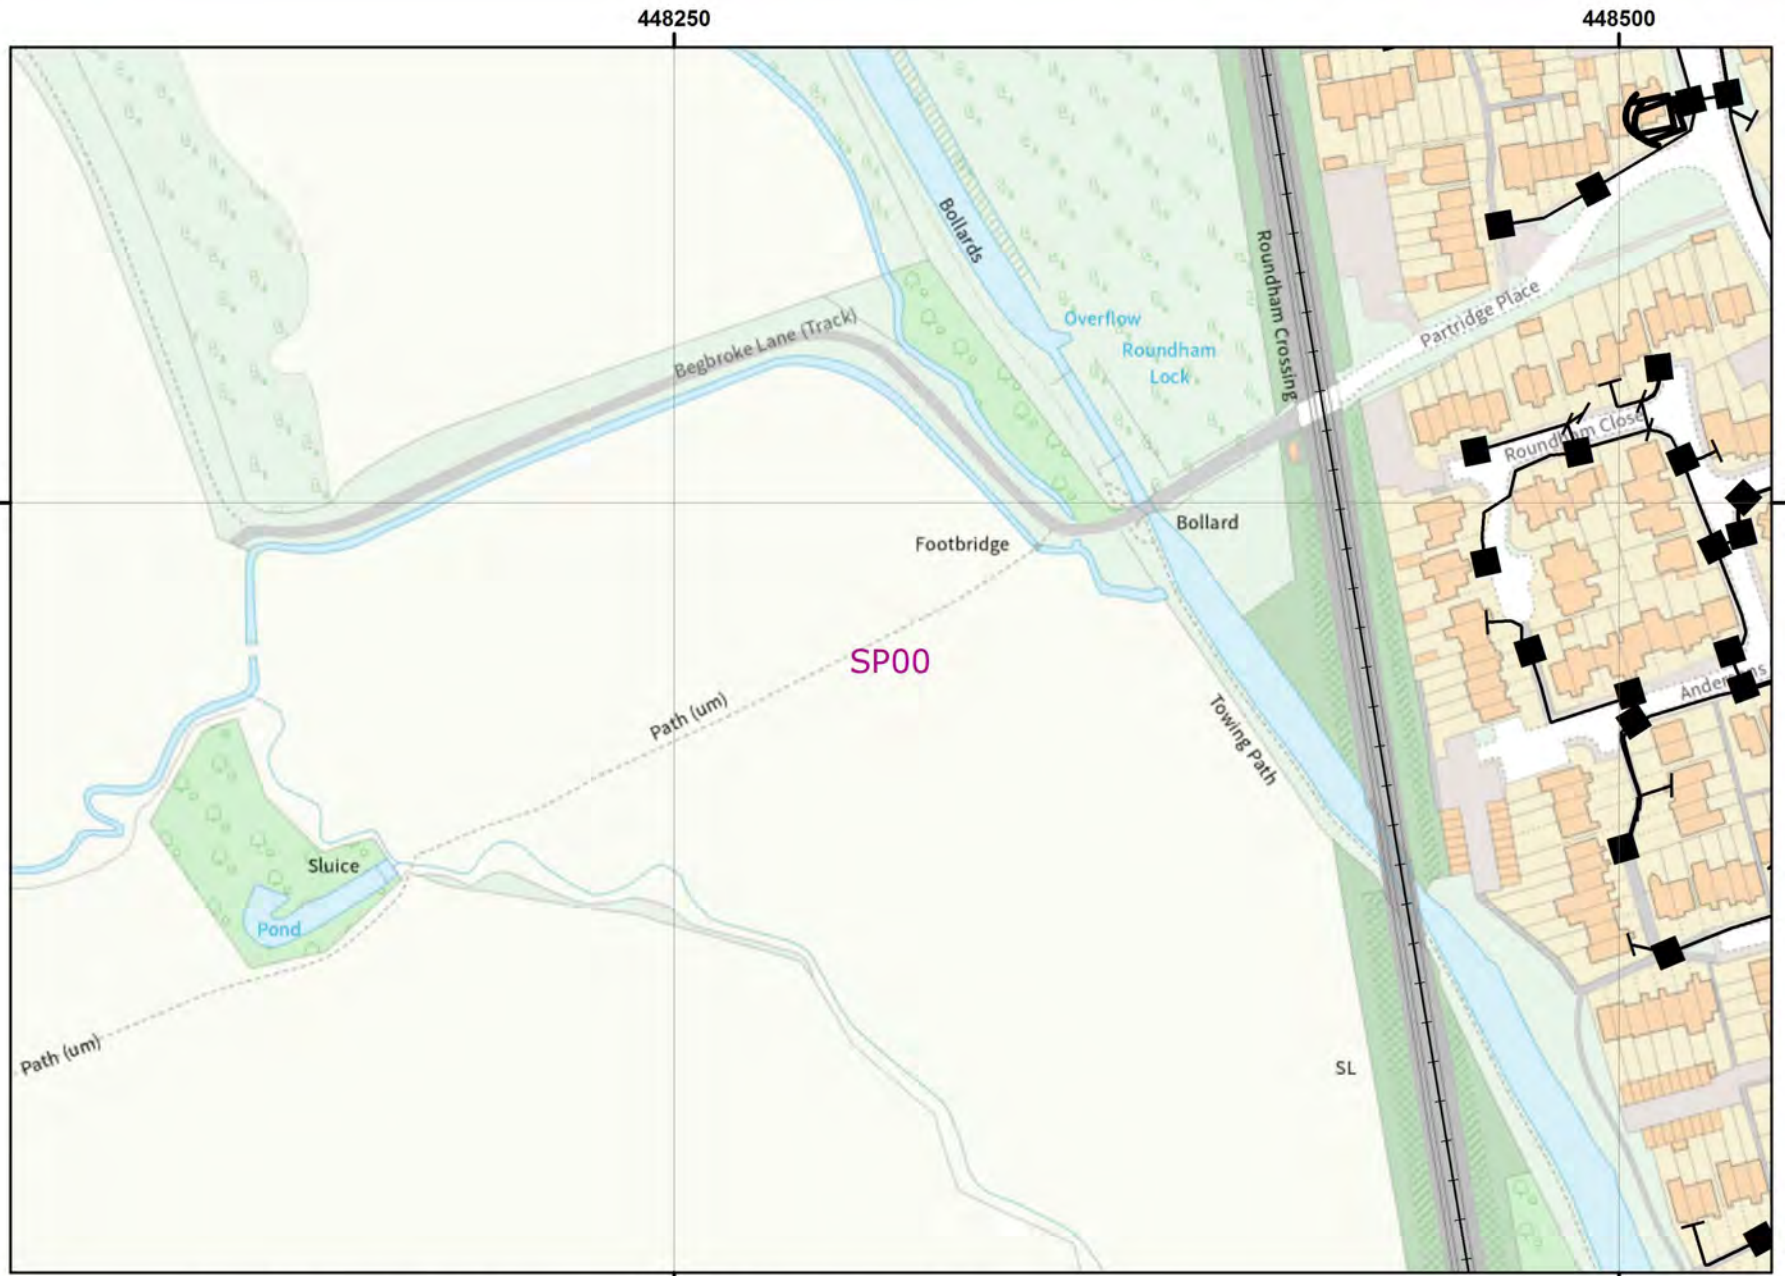 448250
448500
Bollards
Roundham Crossing
Overflow
Roundham
Lock
Partridge Place
Begbroke Lane (Track)
Roundham Close
Bollard
Footbridge
SP00
Path (um)
Towing Path
Sluice
Pond
Path (um)
SL